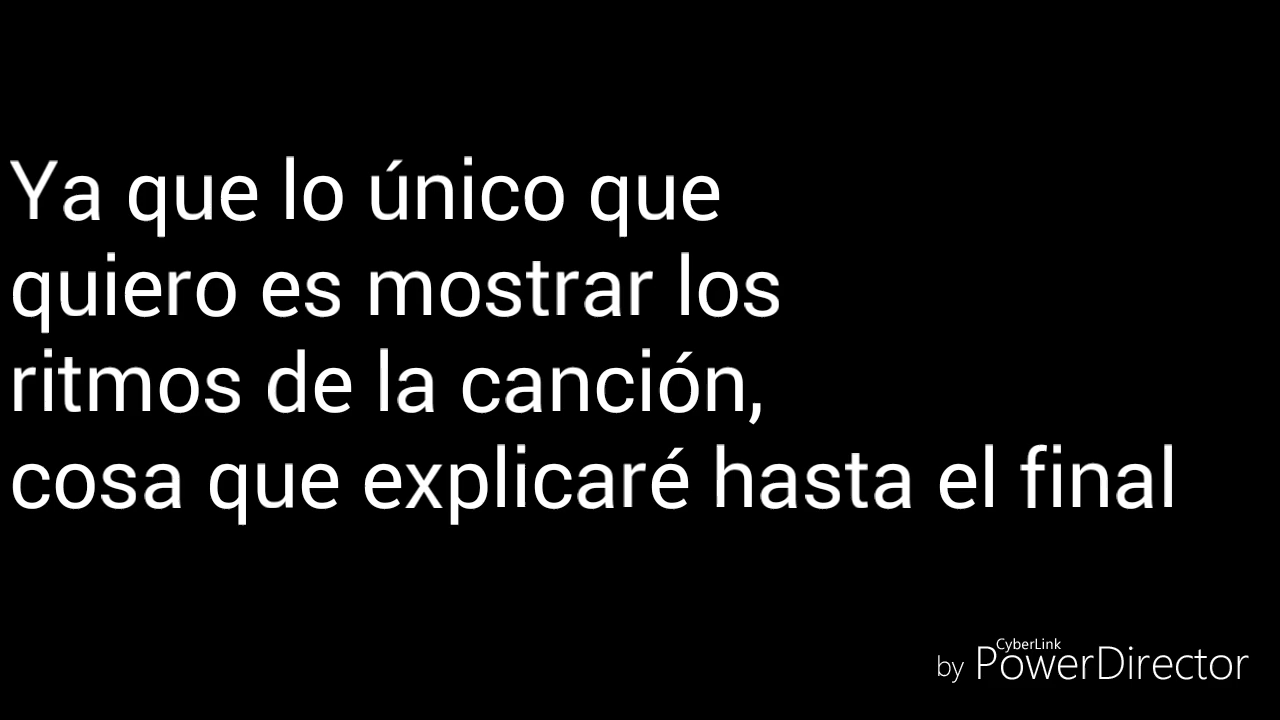 Ya que lo único que
quiero es mostrar los
ritmos de la canción,
cosa que explicaré hasta el final
CyberLink
by PowerDirector